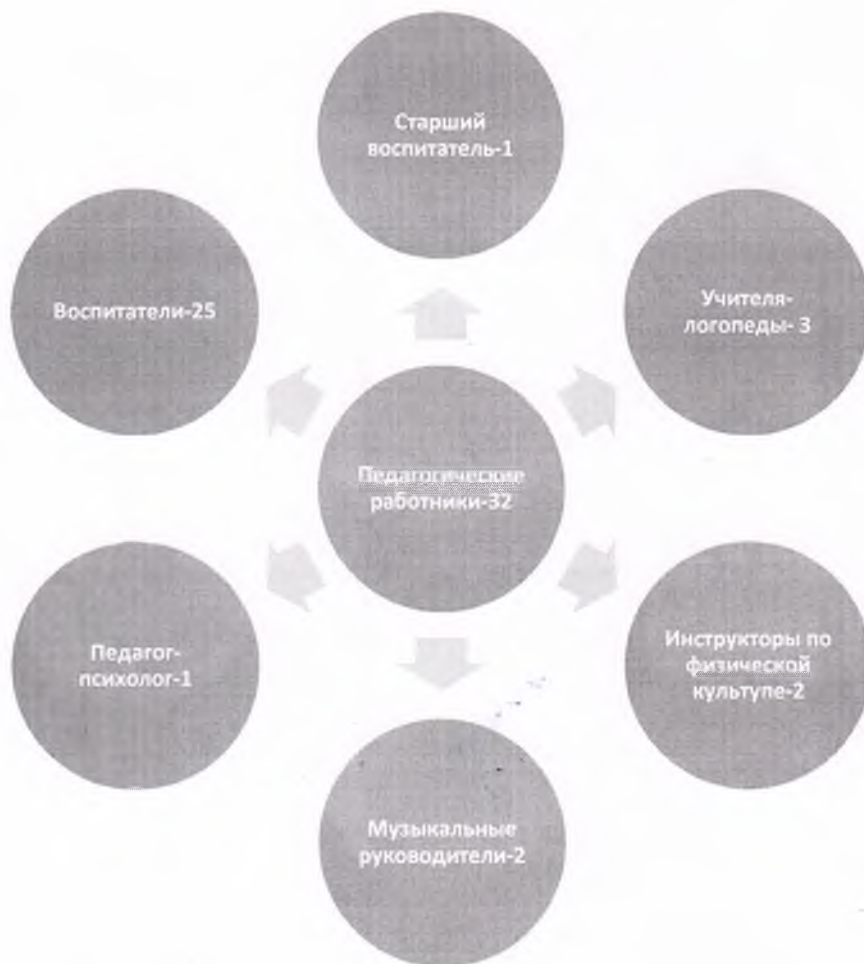 Старший
воспитатель-1
Воспитатели-25
Учителя-
логопеды- 3
Педагогические
работники-32
Педагог-
психолог-1
Инструкторы по
физической
культупе-2
Музыкальные
руководители-2